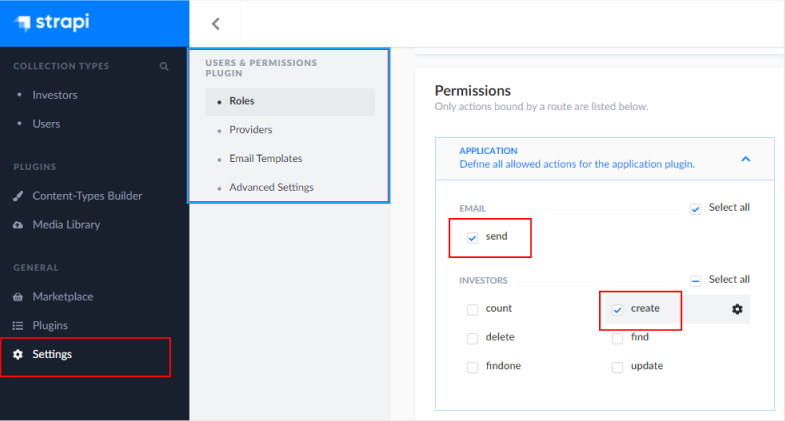 strapi
COLLECTION TYPES
Investors
Users
PLUGINS
Content-Types Builder
Media Library
GENERAL
Marketplace
Plugins
Settings
USERS & PERMISSIONS
PLUGIN
Roles
Providers
Email Templates
Advanced Settings
Permissions
Only actions bound by a route are listed below.
APPLICATION
Define all allowed actions for the application plugin.
EMAIL
Select all
send
INVESTORS
Select all
count
create
delete
find
findone
update